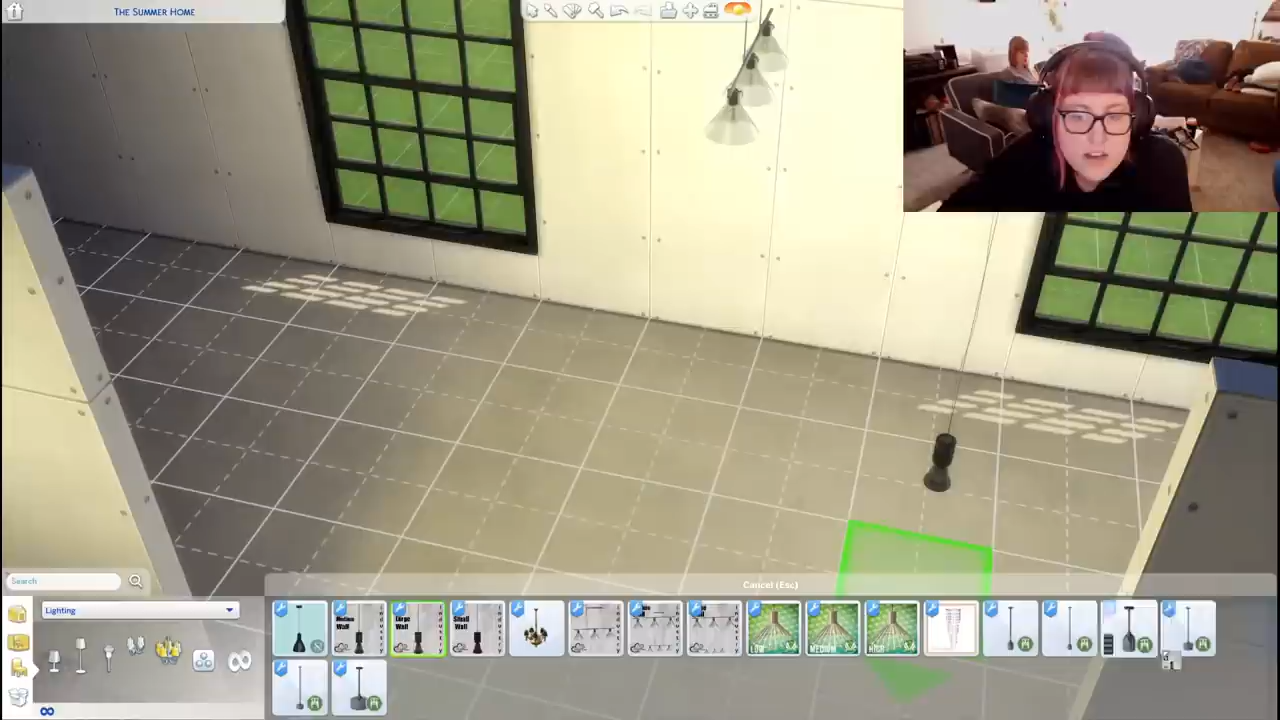 THE SUMMER HOME
Cancel (Esc)
Search
Lighting
Medium
Wall
Large
Wall
Small
Wall
LOW
MEDIUM
HIGH